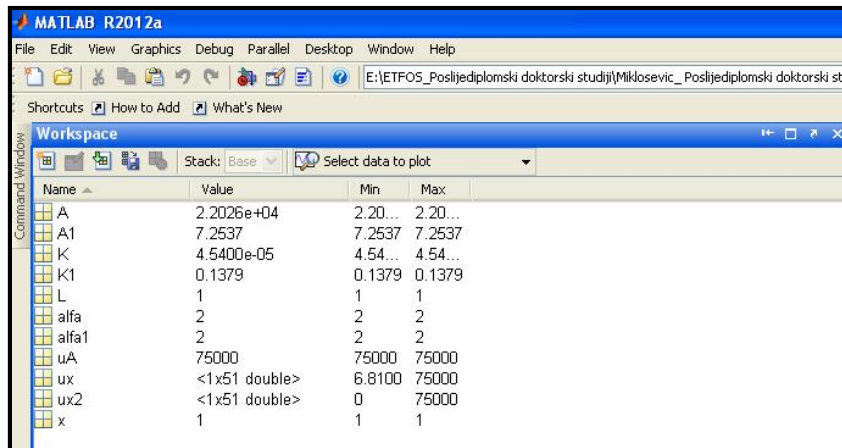 MATLAB R2012a
File Edit View Graphics Debug Parallel Desktop Window Help
E:\ETFOS_Poslijediplomski doktorski studiji\Miklosevic_ Poslijediplomski doktorski st
Shortcuts How to Add What's New
Command Window
Workspace
Stack: Base Select data to plot
Name Value Min Max
A 2.2026e+04 2.20... 2.20...
A1 7.2537 7.2537 7.2537
K 4.5400e-05 4.54... 4.54...
K1 0.1379 0.1379 0.1379
L 1 1 1
alfa 2 2 2
alfa1 2 2 2
uA 75000 75000 75000
ux <1x51 double> 6.8100 75000
ux2 <1x51 double> 0 75000
x 1 1 1